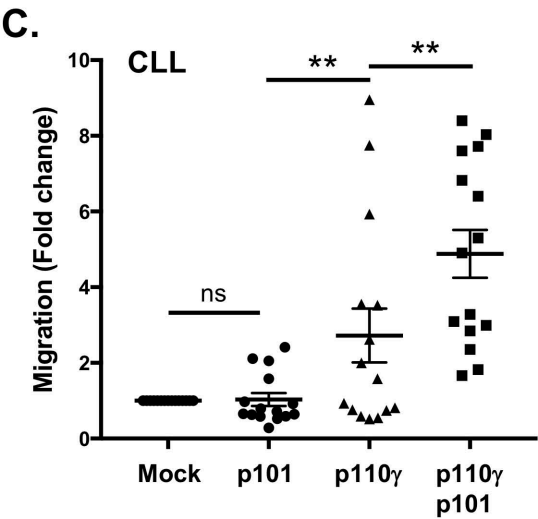 C.
CLL
** **
ns
Migration (Fold change)
10
8
6
4
2
0
Mock p101 p110γ p110γ
p101